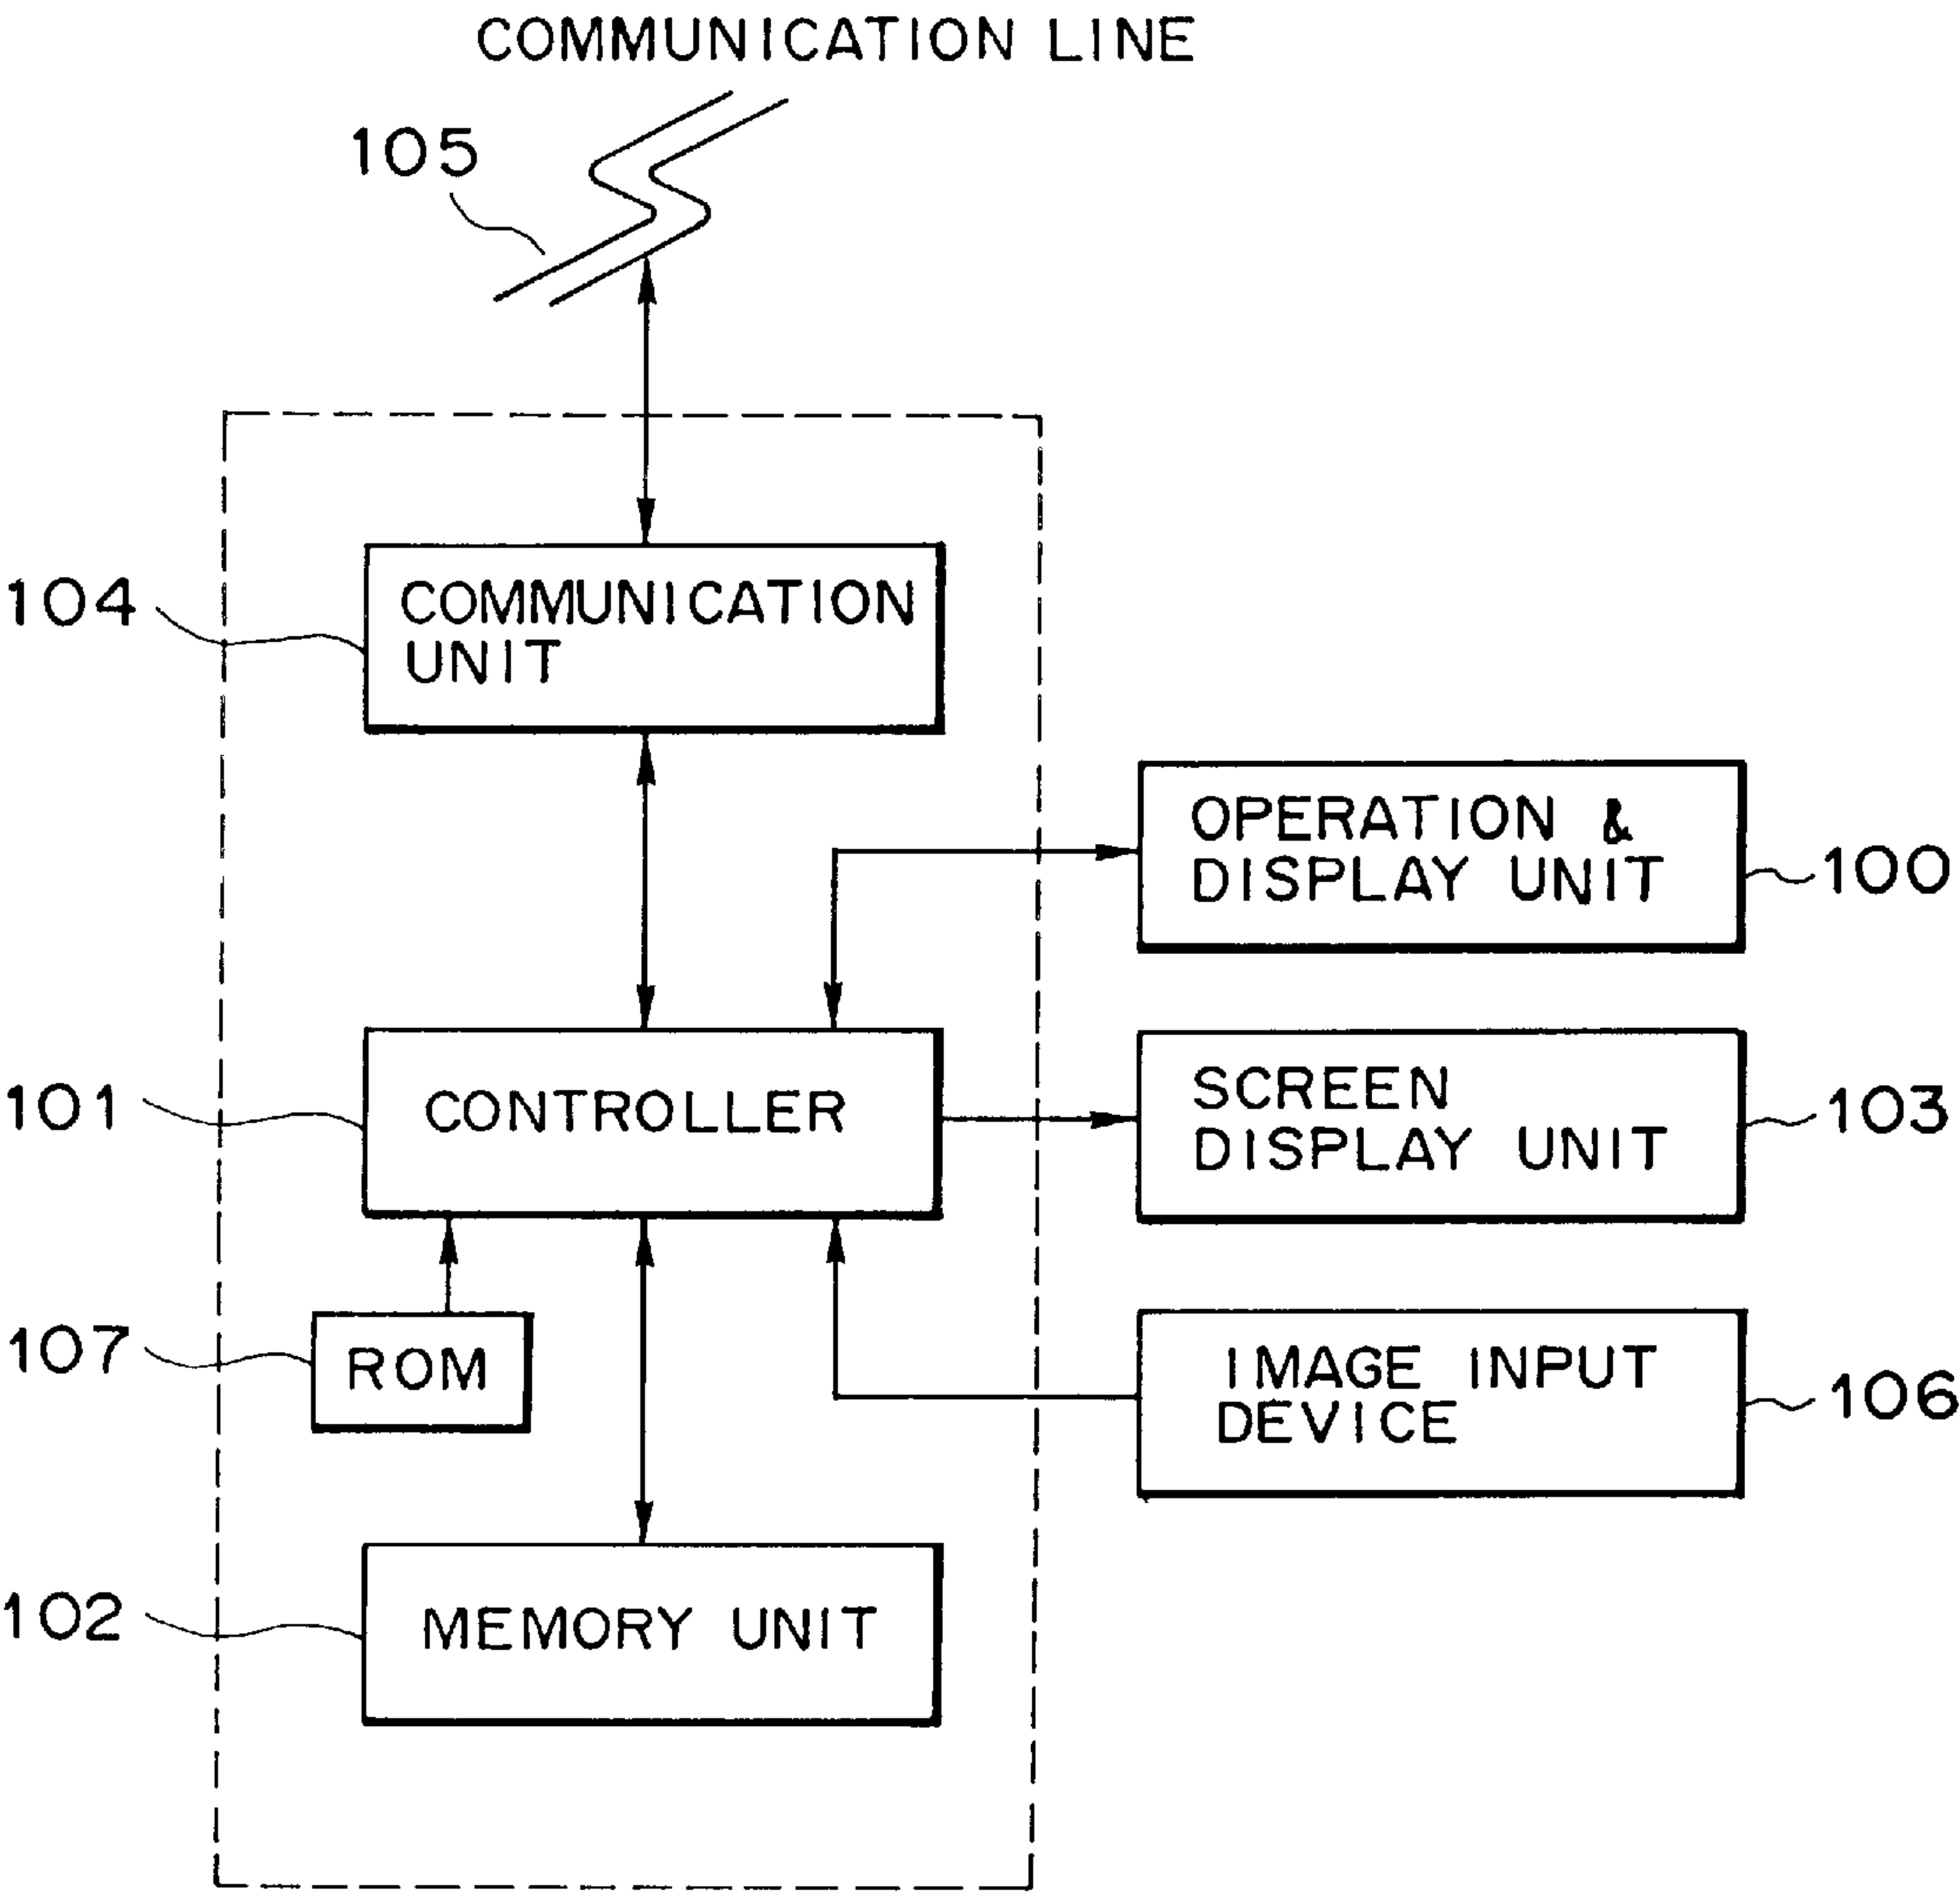 COMMUNICATION LINE
105
104
COMMUNICATION
UNIT
OPERATION &
DISPLAY UNIT
100
101
CONTROLLER
SCREEN
DISPLAY UNIT
103
107
ROM
IMAGE INPUT
DEVICE
106
102
MEMORY UNIT